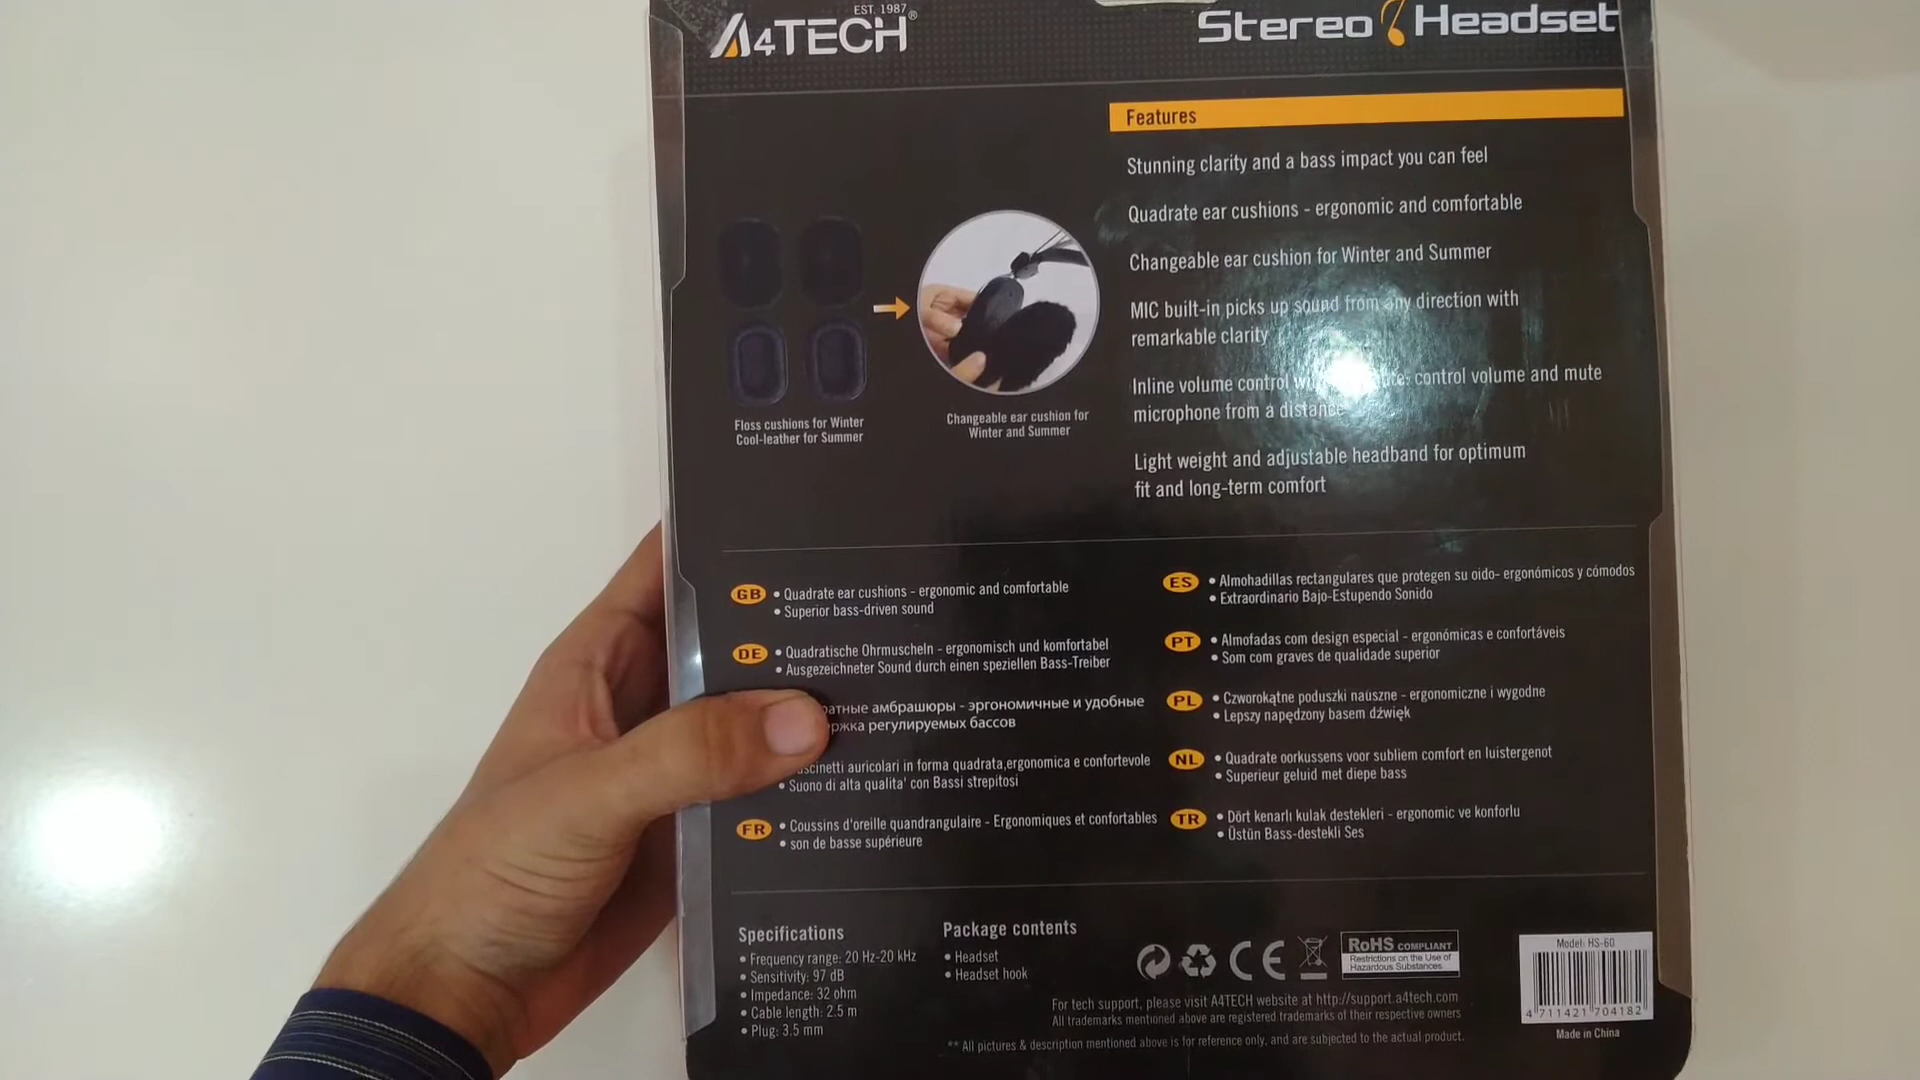 EST. 1987
A4TECH®
Stereo Headset
Features
Stunning clarity and a bass impact you can feel
Quadrate ear cushions - ergonomic and comfortable
Changeable ear cushion for Winter and Summer
MIC built-in picks up sound from any direction with
remarkable clarity
Inline volume control control volume and mute
microphone from a distance
Light weight and adjustable headband for optimum
fit and long-term comfort
Floss cushions for Winter
Cool-leather for Summer
Changeable ear cushion for
Winter and Summer
GB • Quadrate ear cushions - ergonomic and comfortable
• Superior bass-driven sound
DE • Quadratische Ohrmuscheln - ergonomisch und komfortabel
• Ausgezeichneter Sound durch einen speziellen Bass-Treiber
амбрашюры - эргономичные и удобные
регулируемых бассов
auricolari in forma quadrata,ergonomica e confortevole
• Suono di alta qualita' con Bassi strepitosi
FR • Coussins d'oreille quandrangulaire - Ergonomiques et confortables
• son de basse supérieure
ES • Almohadillas rectangulares que protegen su oido- ergonómicos y cómodos
• Extraordinario Bajo-Estupendo Sonido
PT • Almofadas com design especial - ergonómicas e confortáveis
• Som com graves de qualidade superior
PL • Czworokątne poduszki nauszne - ergonomiczne i wygodne
• Lepszy napędzony basem dźwięk
NL • Quadrate oorkussens voor subliem comfort en luistergenot
• Superieur geluid met diepe bass
TR • Dört kenarlı kulak destekleri - ergonomic ve konforlu
• Üstün Bass-destekli Ses
Specifications
• Frequency range: 20 Hz-20 kHz
• Sensitivity: 97 dB
• Impedance: 32 ohm
• Cable length: 2.5 m
• Plug: 3.5 mm
Package contents
• Headset
• Headset hook
CE
RoHS COMPLIANT
Restrictions on the Use of
Hazardous Substances
For tech support, please visit A4TECH website at http://support.a4tech.com
All trademarks mentioned above are registered trademarks of their respective owners
** All pictures & description mentioned above is for reference only, and are subjected to the actual product.
Model: HS-60
4 711421 704182
Made in China